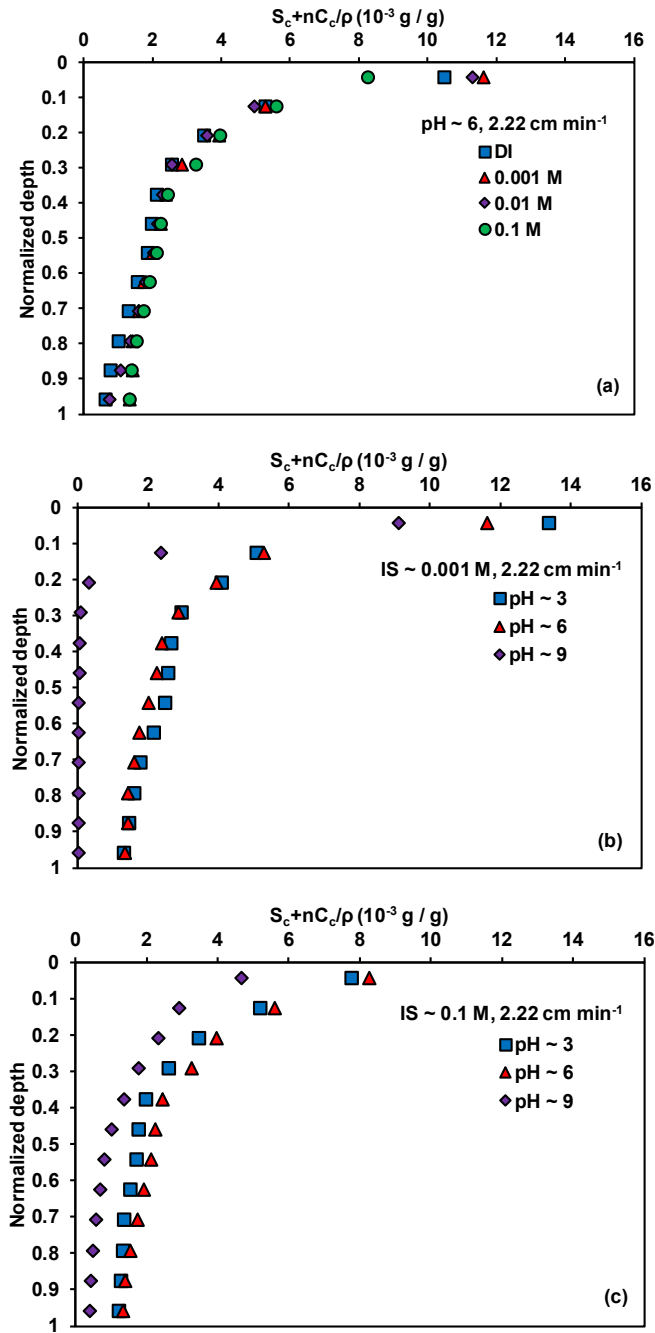 S_c+nC_c/ρ (10⁻³ g / g)
0 2 4 6 8 10 12 14 16
0
0.1
0.2
0.3
0.4
0.5
0.6
0.7
0.8
0.9
1
Normalized depth
pH ~ 6, 2.22 cm min⁻¹
DI
0.001 M
0.01 M
0.1 M
(a)
S_c+nC_c/ρ (10⁻³ g / g)
0 2 4 6 8 10 12 14 16
0
0.1
0.2
0.3
0.4
0.5
0.6
0.7
0.8
0.9
1
Normalized depth
IS ~ 0.001 M, 2.22 cm min⁻¹
pH ~ 3
pH ~ 6
pH ~ 9
(b)
S_c+nC_c/ρ (10⁻³ g / g)
0 2 4 6 8 10 12 14 16
0
0.1
0.2
0.3
0.4
0.5
0.6
0.7
0.8
0.9
1
Normalized depth
IS ~ 0.1 M, 2.22 cm min⁻¹
pH ~ 3
pH ~ 6
pH ~ 9
(c)